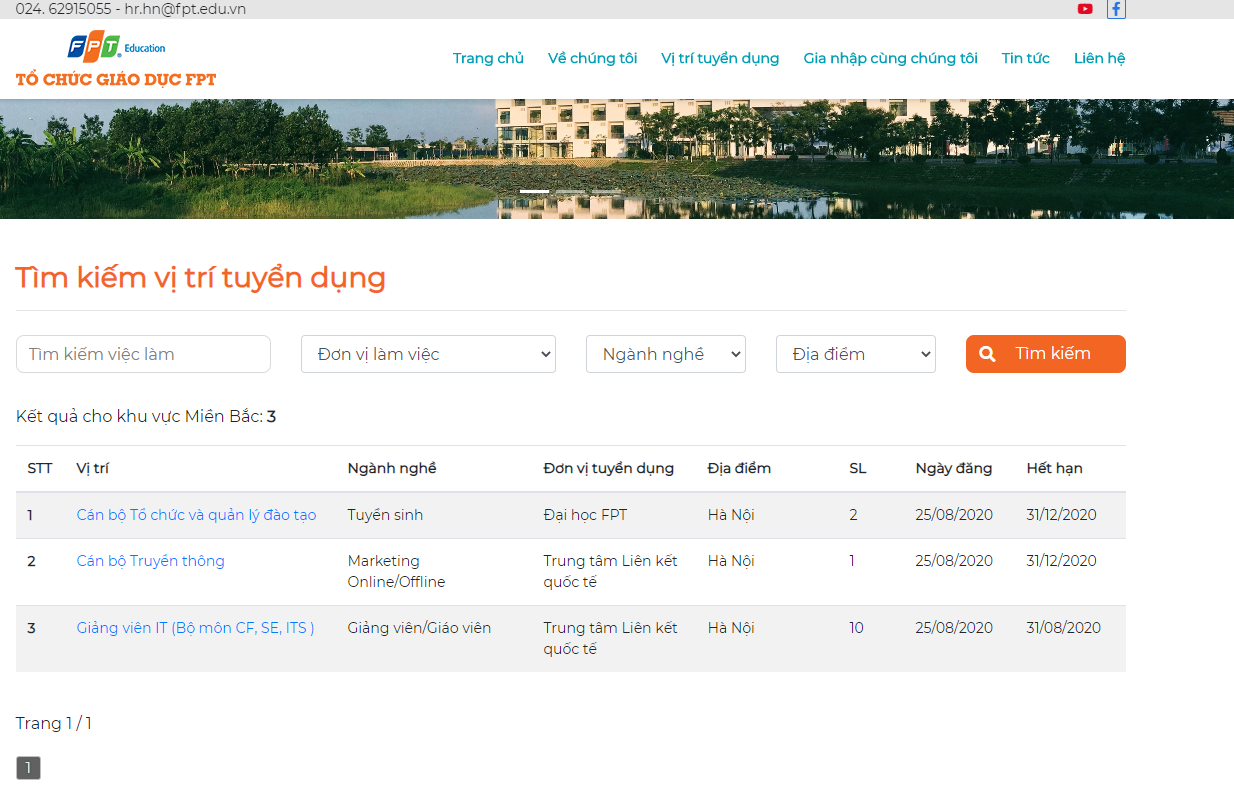 024. 62915055 - hr.hn@fpt.edu.vn
FPT Education
TỔ CHỨC GIÁO DỤC FPT
Trang chủ Về chúng tôi Vị trí tuyển dụng Gia nhập cùng chúng tôi Tin tức Liên hệ
Tìm kiếm vị trí tuyển dụng
Tìm kiếm việc làm Đơn vị làm việc Ngành nghề Địa điểm Tìm kiếm
Kết quả cho khu vực Miền Bắc: 3
STT Vị trí Ngành nghề Đơn vị tuyển dụng Địa điểm SL Ngày đăng Hết hạn
1 Cán bộ Tổ chức và quản lý đào tạo Tuyển sinh Đại học FPT Hà Nội 2 25/08/2020 31/12/2020
2 Cán bộ Truyền thông Marketing Trung tâm Liên kết Hà Nội 1 25/08/2020 31/12/2020
Online/Offline quốc tế
3 Giảng viên IT (Bộ môn CF, SE, ITS ) Giảng viên/Giáo viên Trung tâm Liên kết Hà Nội 10 25/08/2020 31/08/2020
quốc tế
Trang 1 / 1
1